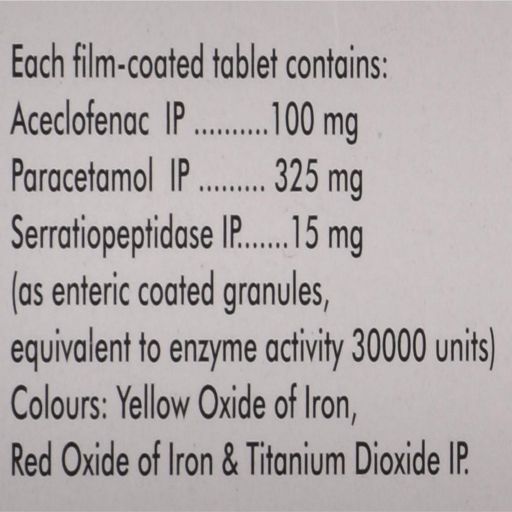 Each film-coated tablet contains:
Aceclofenac IP ..........100 mg
Paracetamol IP ......... 325 mg
Serratiopeptidase IP.......15 mg
(as enteric coated granules,
equivalent to enzyme activity 30000 units)
Colours: Yellow Oxide of Iron,
Red Oxide of Iron & Titanium Dioxide IP.